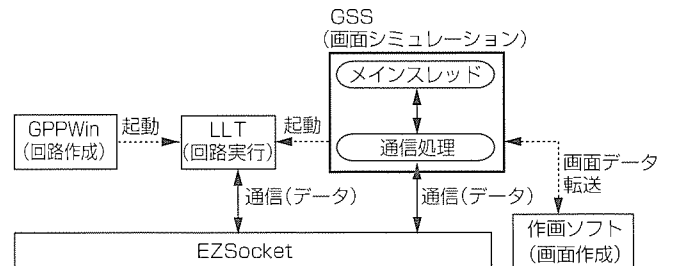 GSS
(画面シミュレーション)
メインスレッド
GPPWin
(回路作成)
起動
LLT
(回路実行)
起動
通信処理
画面データ
転送
通信(データ)
通信(データ)
作画ソフト
(画面作成)
EZSocket